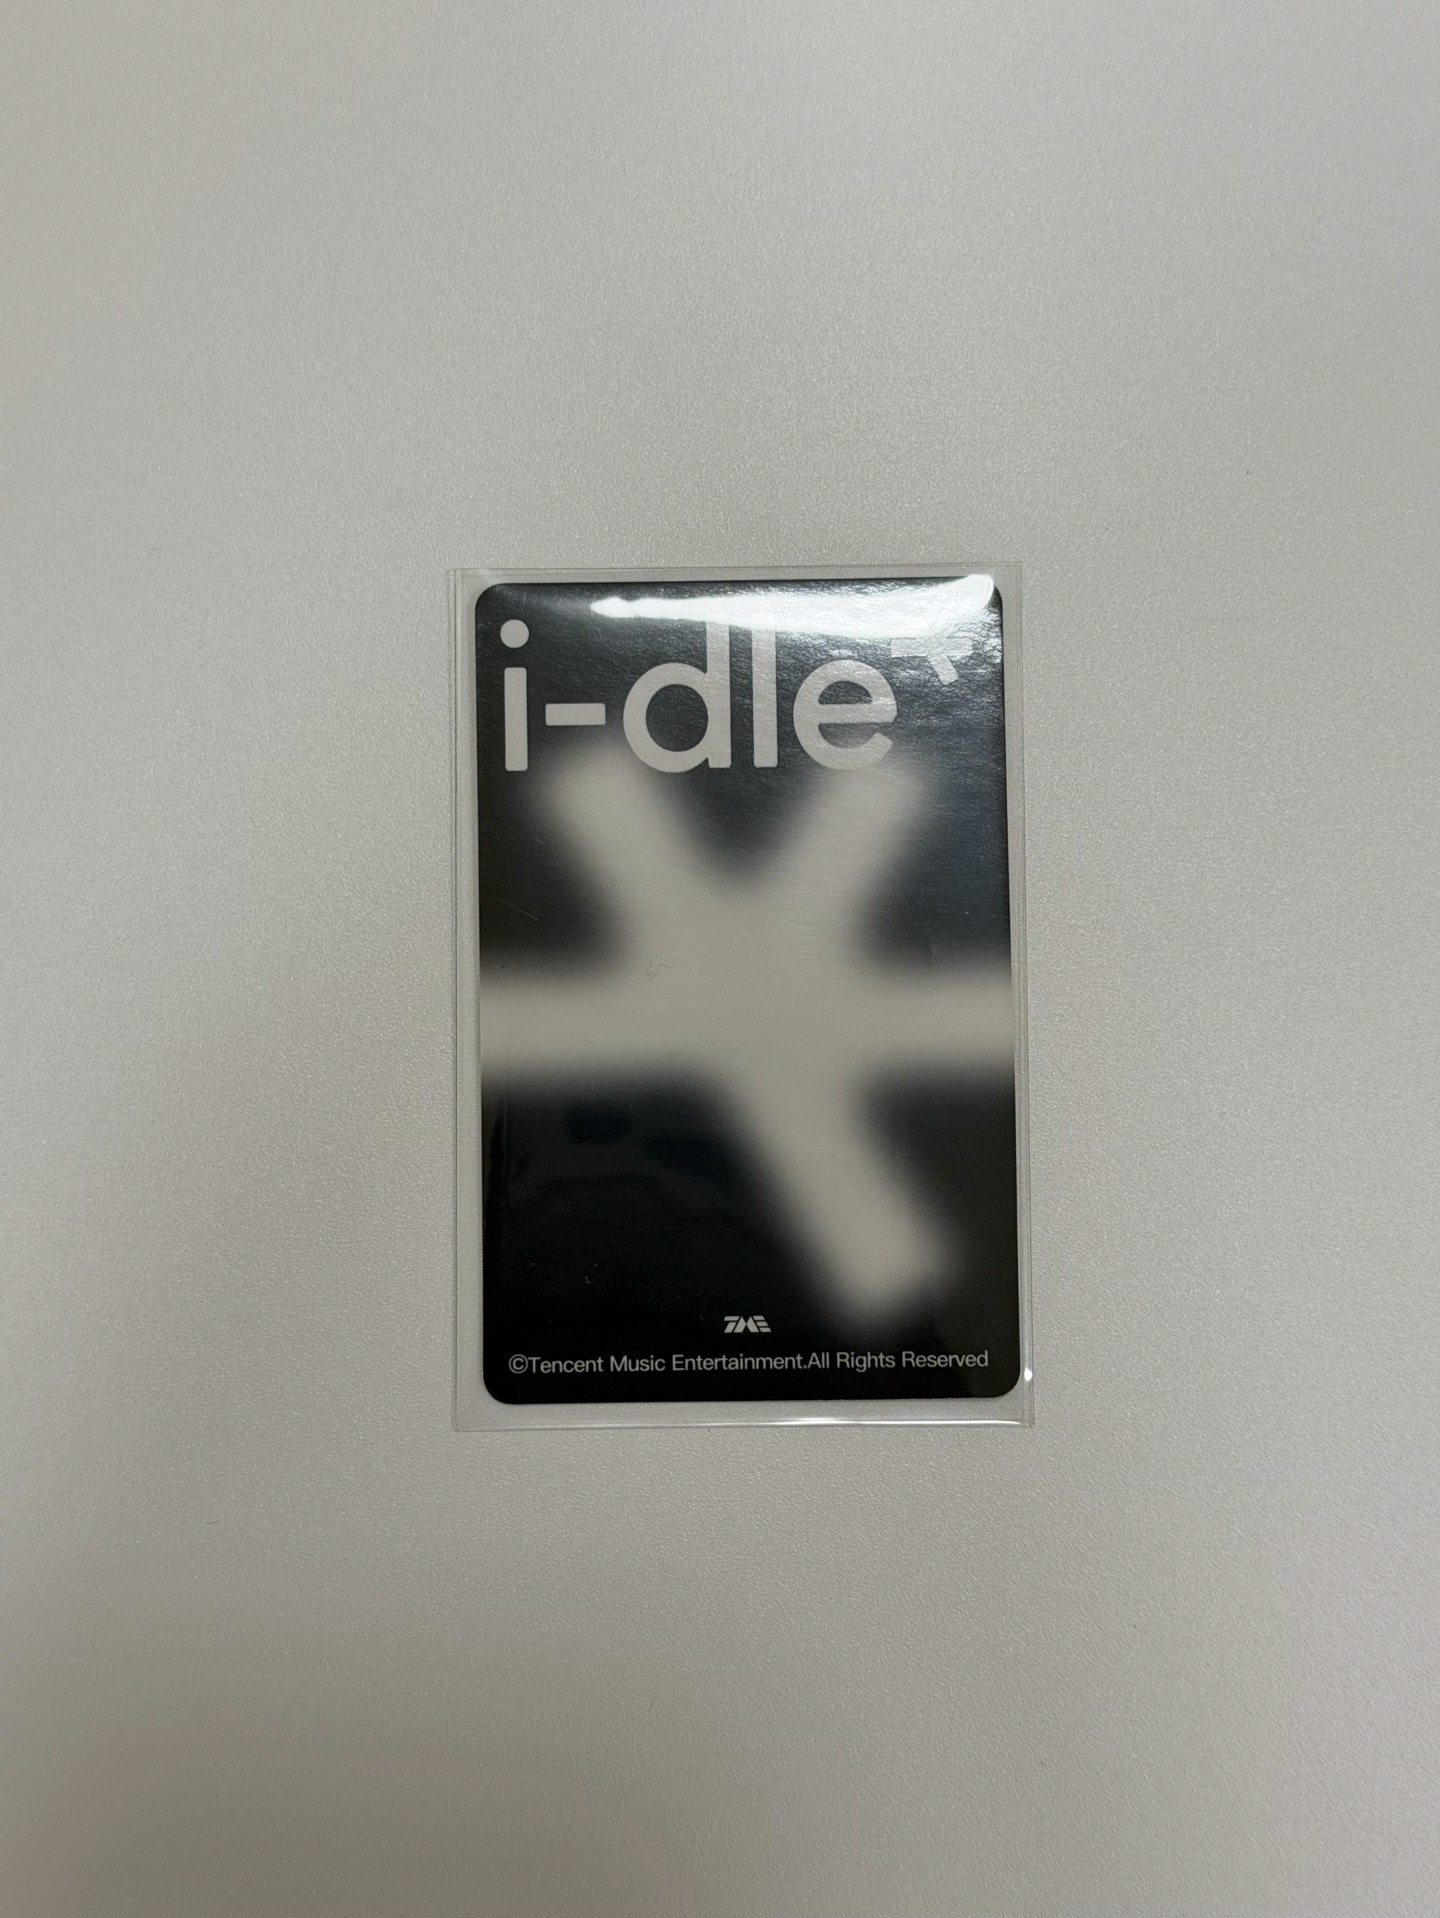 i-dle
TME
©Tencent Music Entertainment.All Rights Reserved